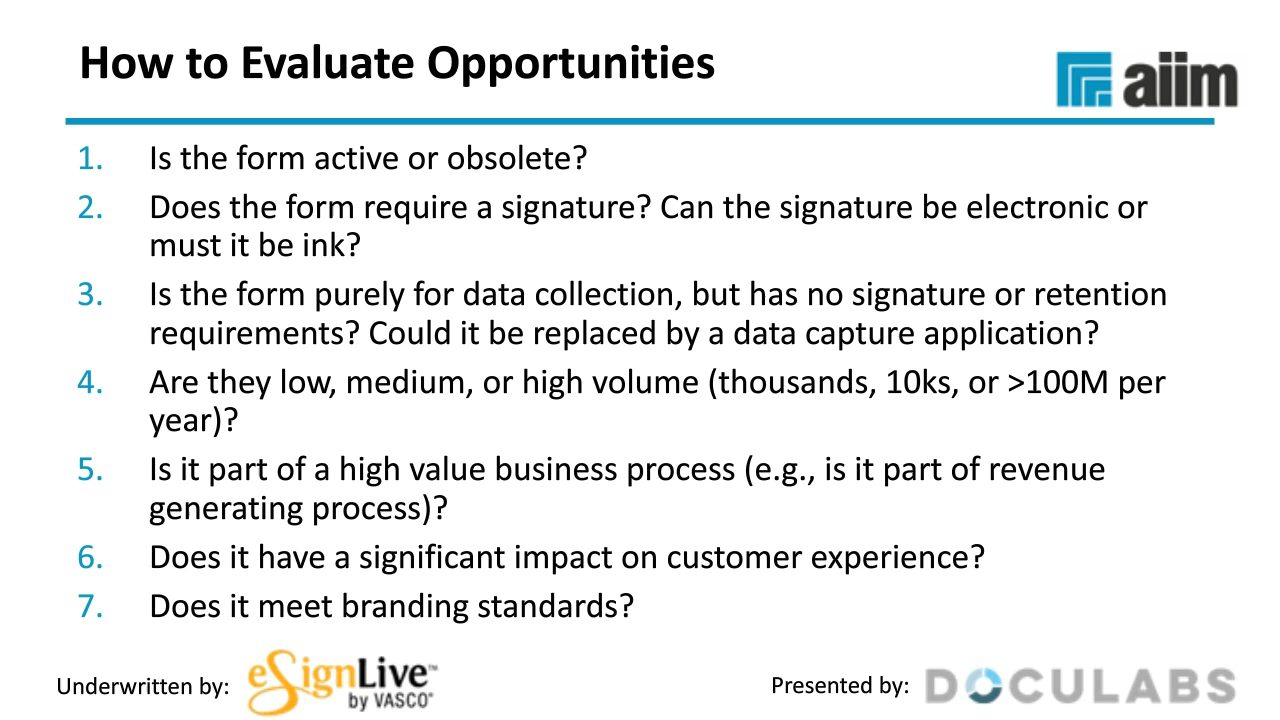 How to Evaluate Opportunities
aiim
1. Is the form active or obsolete?
2. Does the form require a signature? Can the signature be electronic or
must it be ink?
3. Is the form purely for data collection, but has no signature or retention
requirements? Could it be replaced by a data capture application?
4. Are they low, medium, or high volume (thousands, 10ks, or >100M per
year)?
5. Is it part of a high value business process (e.g., is it part of revenue
generating process)?
6. Does it have a significant impact on customer experience?
7. Does it meet branding standards?
Underwritten by:
eSignLive™
by VASCO®
Presented by:
DOCULABS